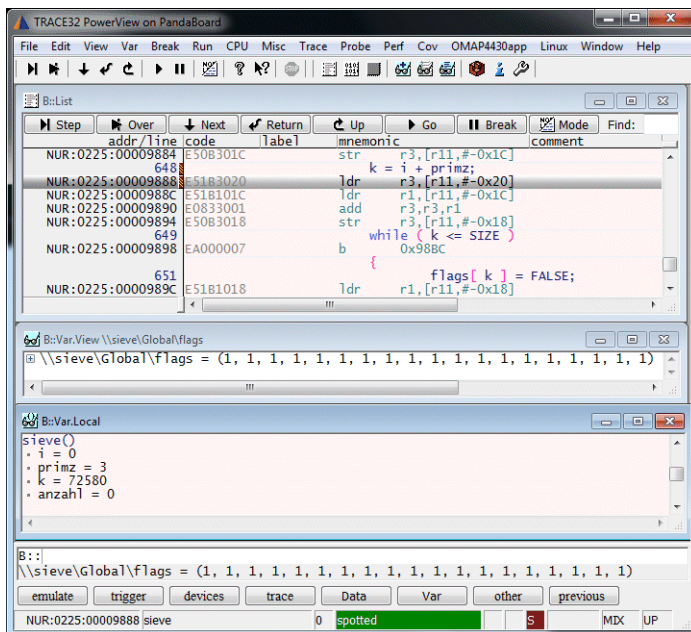 TRACE32 PowerView on PandaBoard
File Edit View Var Break Run CPU Misc Trace Probe Perf Cov OMAP4430app Linux Window Help
B::List
Step Over Next Return Up Go Break Mode Find:
addr/line code label mnemonic comment
NUR:0225:00009884 E50B301C str r3,[r11,#-0x1C]
648 k = i + primz;
NUR:0225:00009888 E51B3020 ldr r3,[r11,#-0x20]
NUR:0225:0000988C E51B101C ldr r1,[r11,#-0x1C]
NUR:0225:00009890 E0833001 add r3,r3,r1
NUR:0225:00009894 E50B3018 str r3,[r11,#-0x18]
649 while ( k <= SIZE )
NUR:0225:00009898 EA000007 b 0x98BC
{
651 flags[ k ] = FALSE;
NUR:0225:0000989C E51B1018 ldr r1,[r11,#-0x18]
B::Var.View \\sieve\Global\flags
\\sieve\Global\flags = (1, 1, 1, 1, 1, 1, 1, 1, 1, 1, 1, 1, 1, 1, 1, 1, 1, 1, 1)
B::Var.Local
sieve()
i = 0
primz = 3
k = 72580
anzahl = 0
B::
\\sieve\Global\flags = (1, 1, 1, 1, 1, 1, 1, 1, 1, 1, 1, 1, 1, 1, 1, 1, 1, 1, 1)
emulate trigger devices trace Data Var other previous
NUR:0225:00009888 sieve 0 spotted S MIX UP